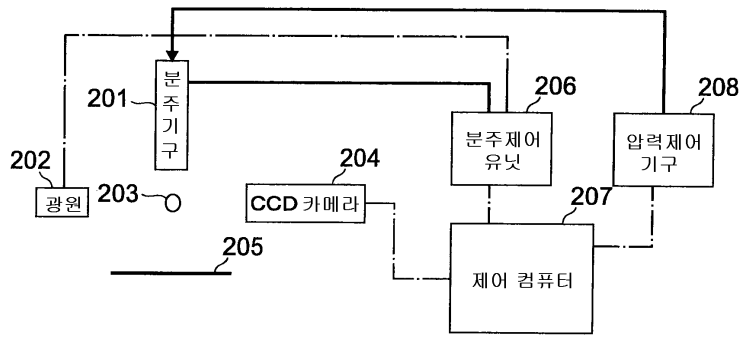 201
분주기구
202
광원
203
204
CCD 카메라
205
206
분주제어
유닛
207
제어 컴퓨터
208
압력제어
기구